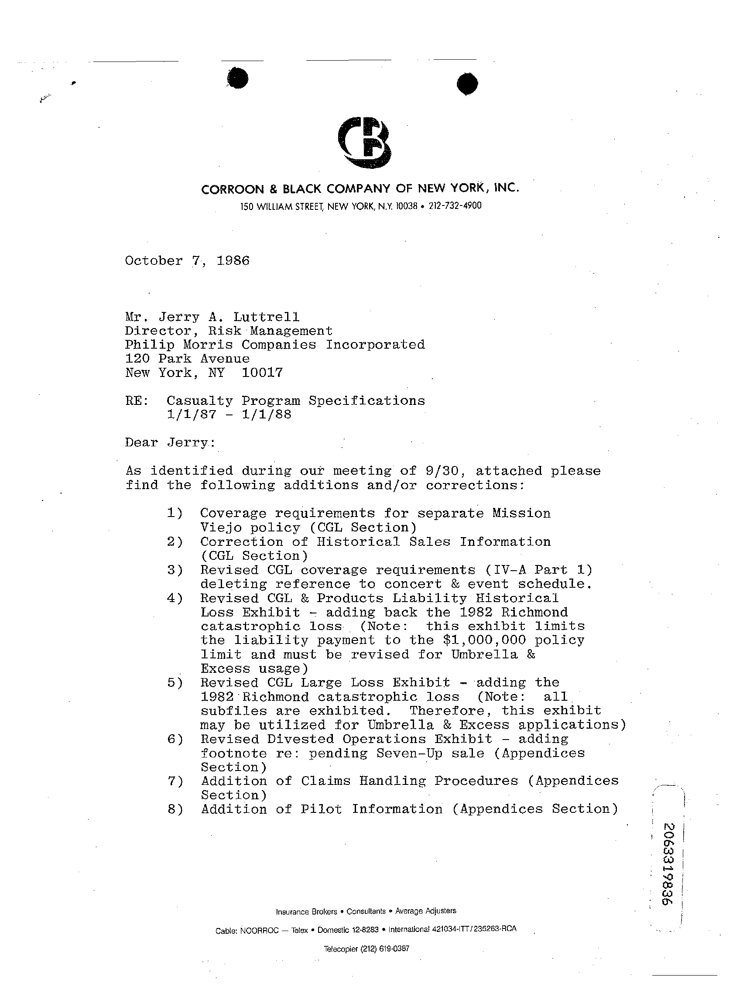 CB
CORROON & BLACK COMPANY OF NEW YORK, INC.
150 WILLIAM STREET, NEW YORK, N.Y. 10038 • 212-732-4900
October 7, 1986
Mr. Jerry A. Luttrell
Director, Risk Management
Philip Morris Companies Incorporated
120 Park Avenue
New York, NY 10017
RE: Casualty Program Specifications
1/1/87 - 1/1/88
Dear Jerry:
As identified during our meeting of 9/30, attached please
find the following additions and/or corrections:
1) Coverage requirements for separate Mission
Viejo policy (CGL Section)
2) Correction of Historical Sales Information
(CGL Section)
3) Revised CGL coverage requirements (IV-A Part 1)
deleting reference to concert & event schedule.
4) Revised CGL & Products Liability Historical
Loss Exhibit - adding back the 1982 Richmond
catastrophic loss (Note: this exhibit limits
the liability payment to the $1,000,000 policy
limit and must be revised for Umbrella &
Excess usage)
5) Revised CGL Large Loss Exhibit - adding the
1982 Richmond catastrophic loss (Note: all
subfiles are exhibited. Therefore, this exhibit
may be utilized for Umbrella & Excess applications)
6) Revised Divested Operations Exhibit - adding
footnote re: pending Seven-Up sale (Appendices
Section)
7) Addition of Claims Handling Procedures (Appendices
Section)
8) Addition of Pilot Information (Appendices Section)
2063319836
Insurance Brokers • Consultants • Average Adjusters
Cable: NOORROC — Telex • Domestic 12-8283 • International 421034-ITT/235263-RCA
Telecopier (212) 619-0387